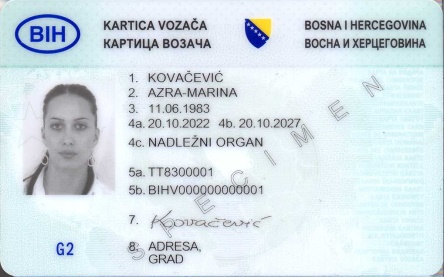 BIH
KARTICA VOZAČA
КАРТИЦА ВОЗАЧА
BOSNA I HERCEGOVINA
BOCHA И ХЕРЦЕГОВИНА
1. KOVAČEVIĆ
2. AZRA-MARINA
3. 11.06.1983
4a. 20.10.2022 4b. 20.10.2027
4c. NADLEŽNI ORGAN
5a. TT8300001
5b. BIHV000000000001
7. Kovačević
8. ADRESA,
GRAD
G2
SPECIMEN